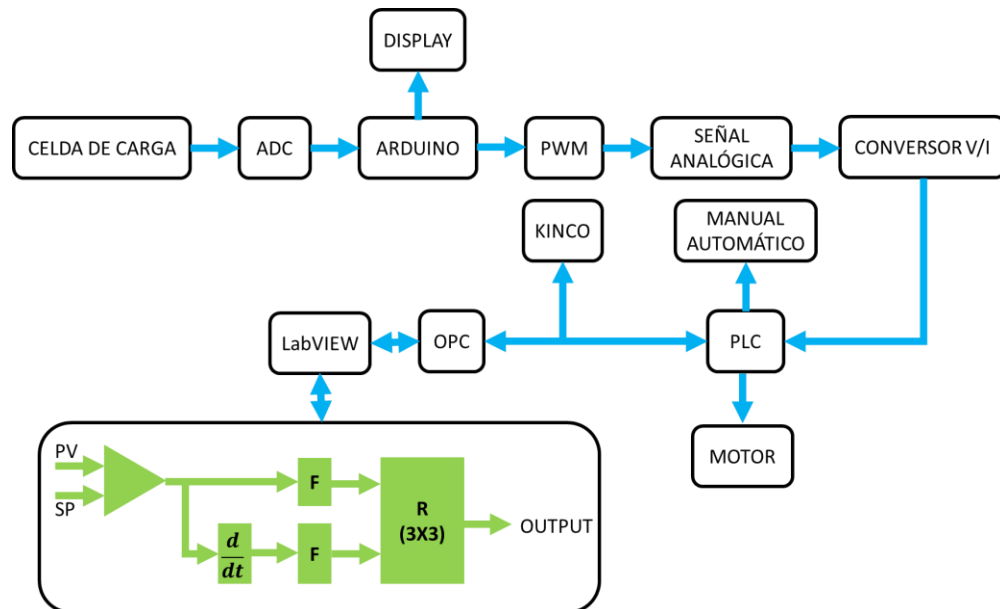 DISPLAY
CELDA DE CARGA
ADC
ARDUINO
PWM
SEÑAL
ANALÓGICA
CONVERSOR V/I
KINCO
MANUAL
AUTOMÁTICO
LabVIEW
OPC
PLC
MOTOR
PV
SP
F
R
(3X3)
OUTPUT
d
dt
F